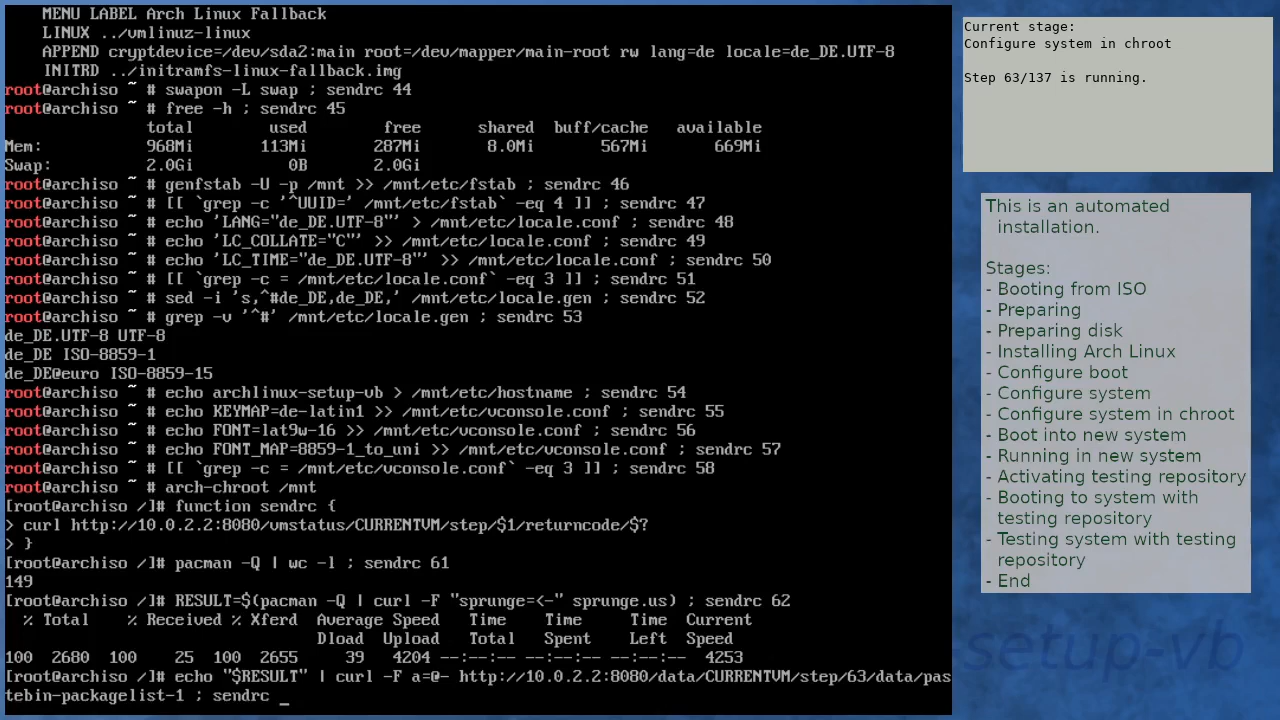 MENU LABEL Arch Linux Fallback
LINUX ../vmlinuz-linux
APPEND cryptdevice=/dev/sda2:main root=/dev/mapper/main-root rw lang=de locale=de_DE.UTF-8
INITRD ../initramfs-linux-fallback.img
root@archiso ~ # swapon -L swap ; sendrc 44
root@archiso ~ # free -h ; sendrc 45
total used free shared buff/cache available
Mem: 968Mi 113Mi 287Mi 8.0Mi 567Mi 669Mi
Swap: 2.0Gi 0B 2.0Gi
root@archiso ~ # genfstab -U -p /mnt >> /mnt/etc/fstab ; sendrc 46
root@archiso ~ # [[ `grep -c '^UUID=' /mnt/etc/fstab` -eq 4 ]] ; sendrc 47
root@archiso ~ # echo 'LANG="de_DE.UTF-8"' > /mnt/etc/locale.conf ; sendrc 48
root@archiso ~ # echo 'LC_COLLATE="C"' >> /mnt/etc/locale.conf ; sendrc 49
root@archiso ~ # echo 'LC_TIME="de_DE.UTF-8"' >> /mnt/etc/locale.conf ; sendrc 50
root@archiso ~ # [[ `grep -c = /mnt/etc/locale.conf` -eq 3 ]] ; sendrc 51
root@archiso ~ # sed -i 's,^#de_DE,de_DE,' /mnt/etc/locale.gen ; sendrc 52
root@archiso ~ # grep -v '^#' /mnt/etc/locale.gen ; sendrc 53
de_DE.UTF-8 UTF-8
de_DE ISO-8859-1
de_DE@euro ISO-8859-15
root@archiso ~ # echo archlinux-setup-vb > /mnt/etc/hostname ; sendrc 54
root@archiso ~ # echo KEYMAP=de-latin1 >> /mnt/etc/vconsole.conf ; sendrc 55
root@archiso ~ # echo FONT=lat9w-16 >> /mnt/etc/vconsole.conf ; sendrc 56
root@archiso ~ # echo FONT_MAP=8859-1_to_uni >> /mnt/etc/vconsole.conf ; sendrc 57
root@archiso ~ # [[ `grep -c = /mnt/etc/vconsole.conf` -eq 3 ]] ; sendrc 58
root@archiso ~ # arch-chroot /mnt
[root@archiso /]# function sendrc {
> curl http://10.0.2.2:8080/vmstatus/CURRENTVM/step/$1/returncode/$?
> }
[root@archiso /]# pacman -Q | wc -l ; sendrc 61
149
[root@archiso /]# RESULT=$(pacman -Q | curl -F "sprunge=<-" sprunge.us) ; sendrc 62
% Total % Received % Xferd Average Speed Time Time Time Current
Dload Upload Total Spent Left Speed
100 2680 100 25 100 2655 39 4204 --:--:-- --:--:-- --:--:-- 4253
[root@archiso /]# echo "$RESULT" | curl -F a=@- http://10.0.2.2:8080/data/CURRENTVM/step/63/data/pas
tebin-packagelist-1 ; sendrc _
Current stage:
Configure system in chroot
Step 63/137 is running.
This is an automated
installation.
Stages:
- Booting from ISO
- Preparing
- Preparing disk
- Installing Arch Linux
- Configure boot
- Configure system
- Configure system in chroot
- Boot into new system
- Running in new system
- Activating testing repository
- Booting to system with
testing repository
- Testing system with testing
repository
- End
setup-vb